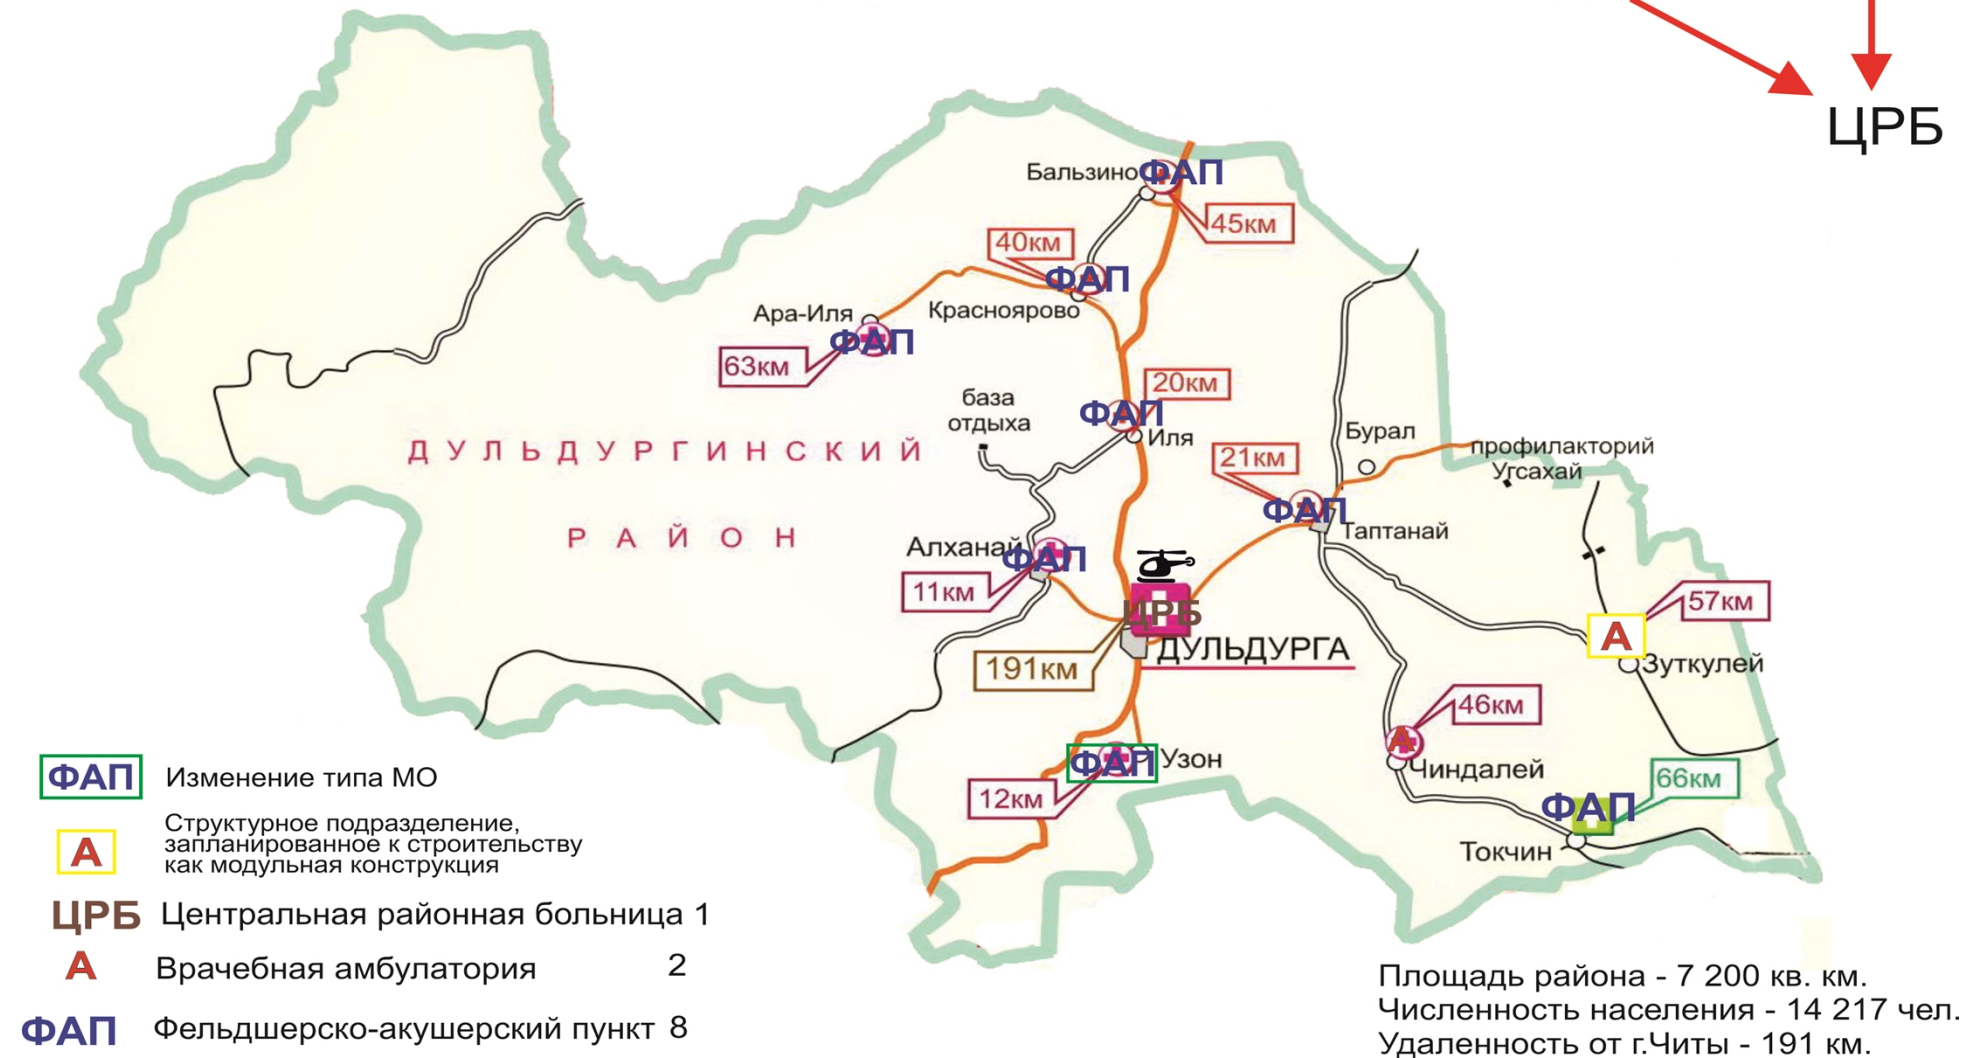 ЦРБ
Бальзино
ФАП
45км
40км
ФАП
Ара-Иля
Красноярово
ФАП
63км
20км
база
отдыха
ФАП
Иля
Бурал
ДУЛЬДУРГИНСКИЙ
профилакторий
Угсахай
21км
ФАП
РАЙОН
Таптанай
Алханай
ФАП
11км
57км
ЦРБ
А
ДУЛЬДУРГА
191км
Зуткулей
46км
А
ФАП
Узон
Чиндалей
12км
66км
ФАП
Токчин
ФАП Изменение типа МО
Структурное подразделение,
А запланированное к строительству
как модульная конструкция
ЦРБ Центральная районная больница 1
А Врачебная амбулатория 2
ФАП Фельдшерско-акушерский пункт 8
Площадь района - 7 200 кв. км.
Численность населения - 14 217 чел.
Удаленность от г.Читы - 191 км.